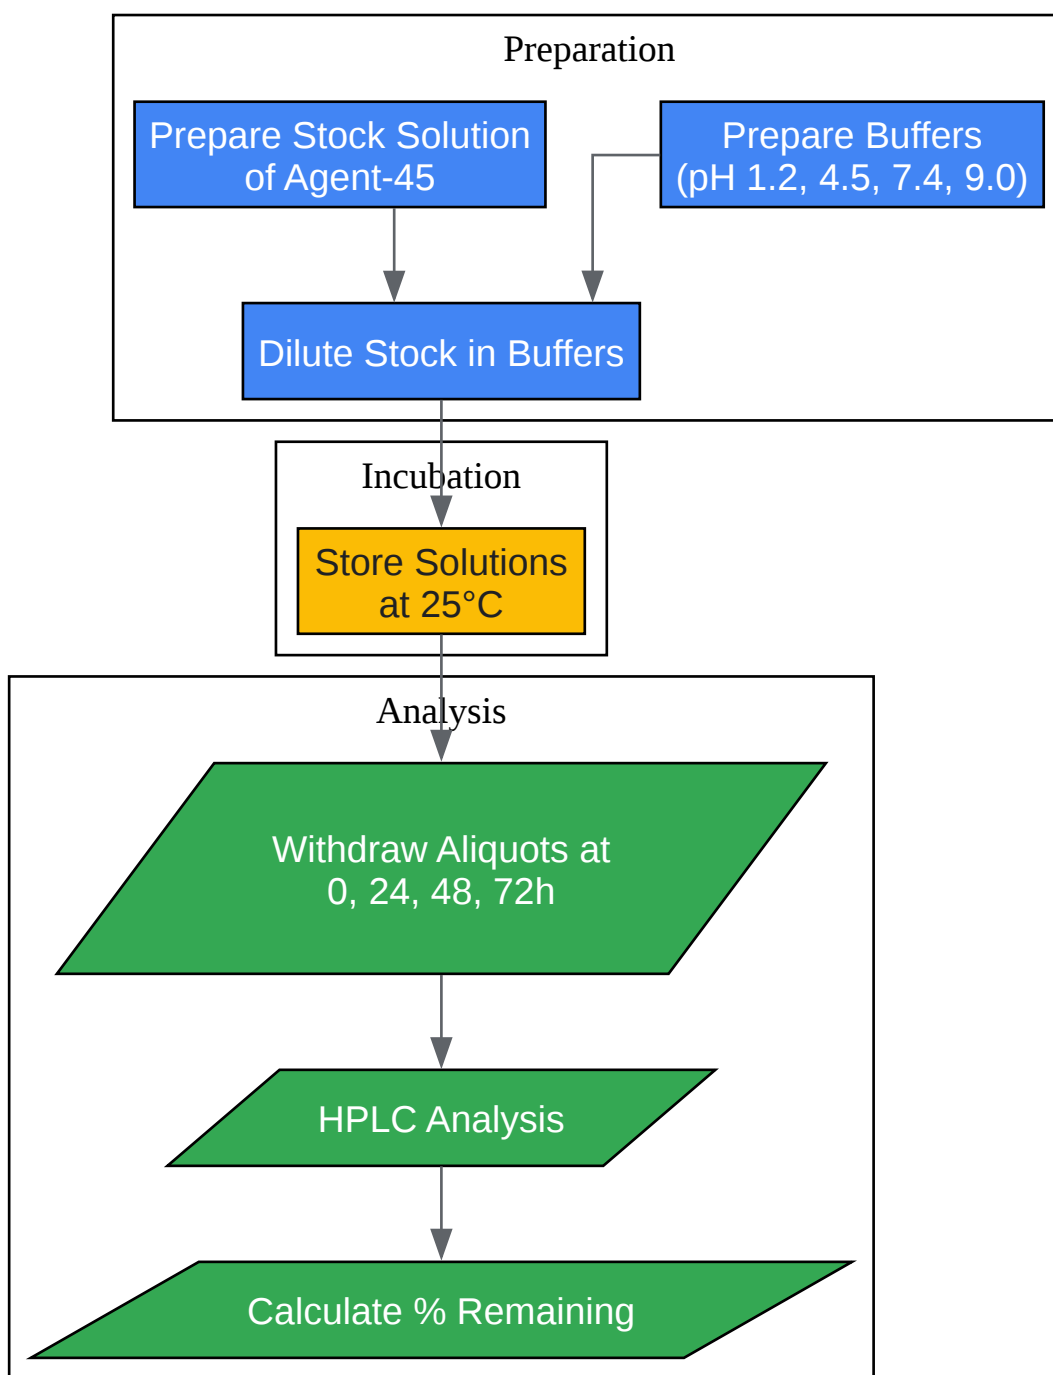 Preparation
Prepare Stock Solution
of Agent-45
Prepare Buffers
(pH 1.2, 4.5, 7.4, 9.0)
Dilute Stock in Buffers
Incubation
Store Solutions
at 25°C
Analysis
Withdraw Aliquots at
0, 24, 48, 72h
HPLC Analysis
Calculate % Remaining